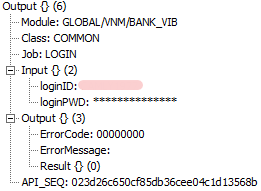 Output {} (6)
Module: GLOBAL/VNM/BANK_VIB
Class: COMMON
Job: LOGIN
Input {} (2)
loginID:
loginPWD: **************
Output {} (3)
ErrorCode: 00000000
ErrorMessage:
Result {} (0)
API_SEQ: 023d26c650cf85db36cee04c1d13568b